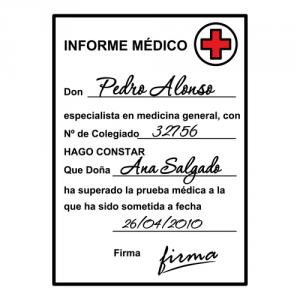 INFORME MÉDICO
Don Pedro Alonso
especialista en medicina general, con
Nº de Colegiado 32756
HAGO CONSTAR
Que Doña Ana Salgado
ha superado la prueba médica a la
que ha sido sometida a fecha
26/04/2010
Firma firma